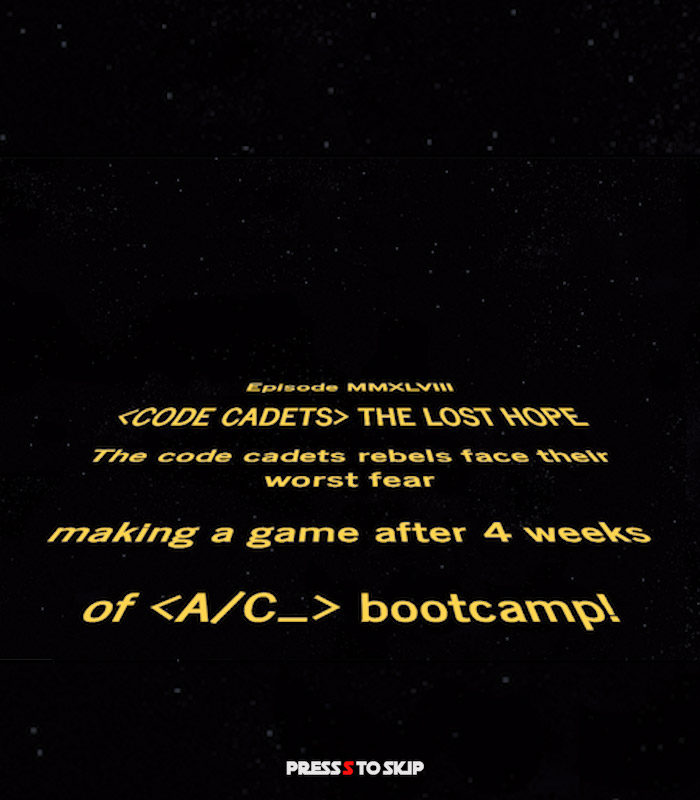 Episode MMXLVIII
<CODE CADETS> THE LOST HOPE
The code cadets rebels face their
worst fear
making a game after 4 weeks
of <A/C_> bootcamp!
PRESS S TO SKIP